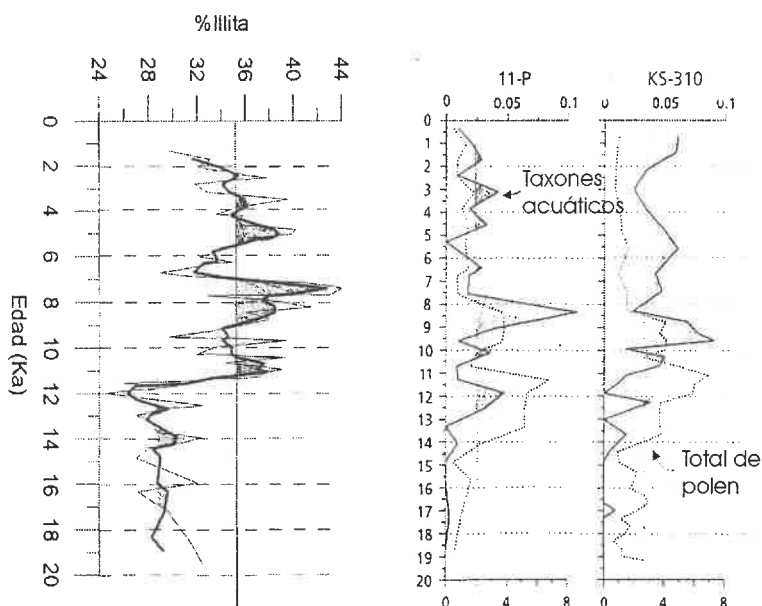 %Illita
24 28 32 36 40 44
0
2
4
6
8
10
12
14
16
18
20
Edad (Ka)
11-P
0 0.05 0.1
0
1
2
3
4
5
6
7
8
9
10
11
12
13
14
15
16
17
18
19
20
0 4 8
Taxones
acuáticos
KS-310
0 0.05 0.1
Total de
polen
0 4 8